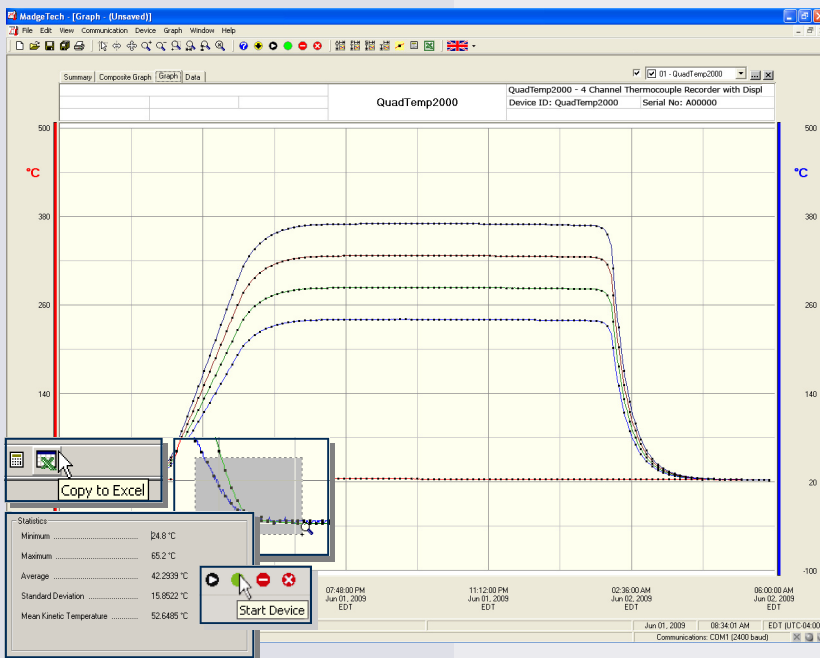 MadgeTech - [Graph - (Unsaved)]
File Edit View Communication Device Graph Window Help
Summary Composite Graph Graph Data
01 - QuadTemp2000
QuadTemp2000
QuadTemp2000 - 4 Channel Thermocouple Recorder with Displ
Device ID: QuadTemp2000 Serial No: A00000
500 500
°C °C
380 380
260 260
140 140
20
-100
Copy to Excel
Statistics
Minimum ........ 24.8 °C
Maximum ........ 65.2 °C
Average ........ 42.2939 °C
Standard Deviation ........ 15.8522 °C
Mean Kinetic Temperature ........ 52.6485 °C
Start Device
07:48:00 PM 11:12:00 PM 02:36:00 AM 06:00:00 AM
Jun 01, 2009 Jun 01, 2009 Jun 02, 2009 Jun 02, 2009
EDT EDT EDT EDT
Jun 01, 2009 08:34:01 AM EDT (UTC-04:00
Communications: COM1 (2400 baud)